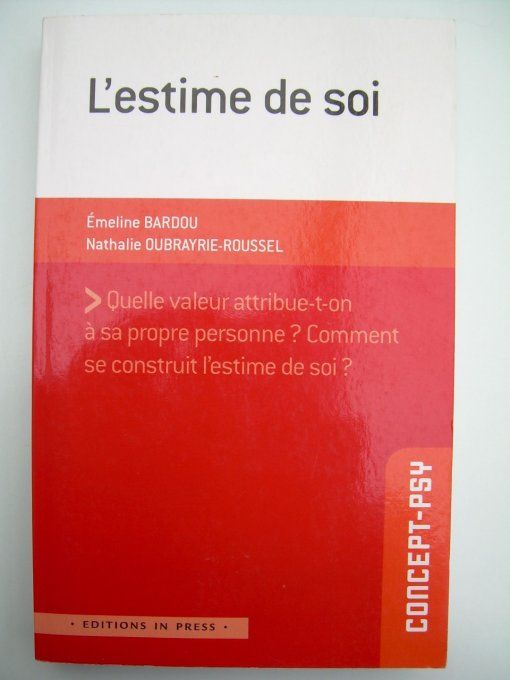 L'estime de soi
Émeline BARDOU
Nathalie OUBRAYRIE-ROUSSEL
> Quelle valeur attribue-t-on
à sa propre personne ? Comment
se construit l'estime de soi ?
CONCEPT-PSY
• EDITIONS IN PRESS •